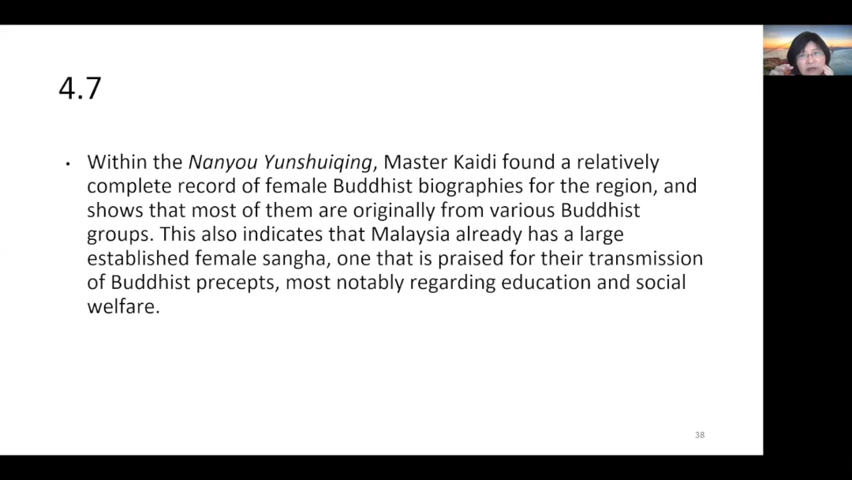 4.7
• Within the Nanyou Yunshuiqing, Master Kaidi found a relatively
complete record of female Buddhist biographies for the region, and
shows that most of them are originally from various Buddhist
groups. This also indicates that Malaysia already has a large
established female sangha, one that is praised for their transmission
of Buddhist precepts, most notably regarding education and social
welfare.
38